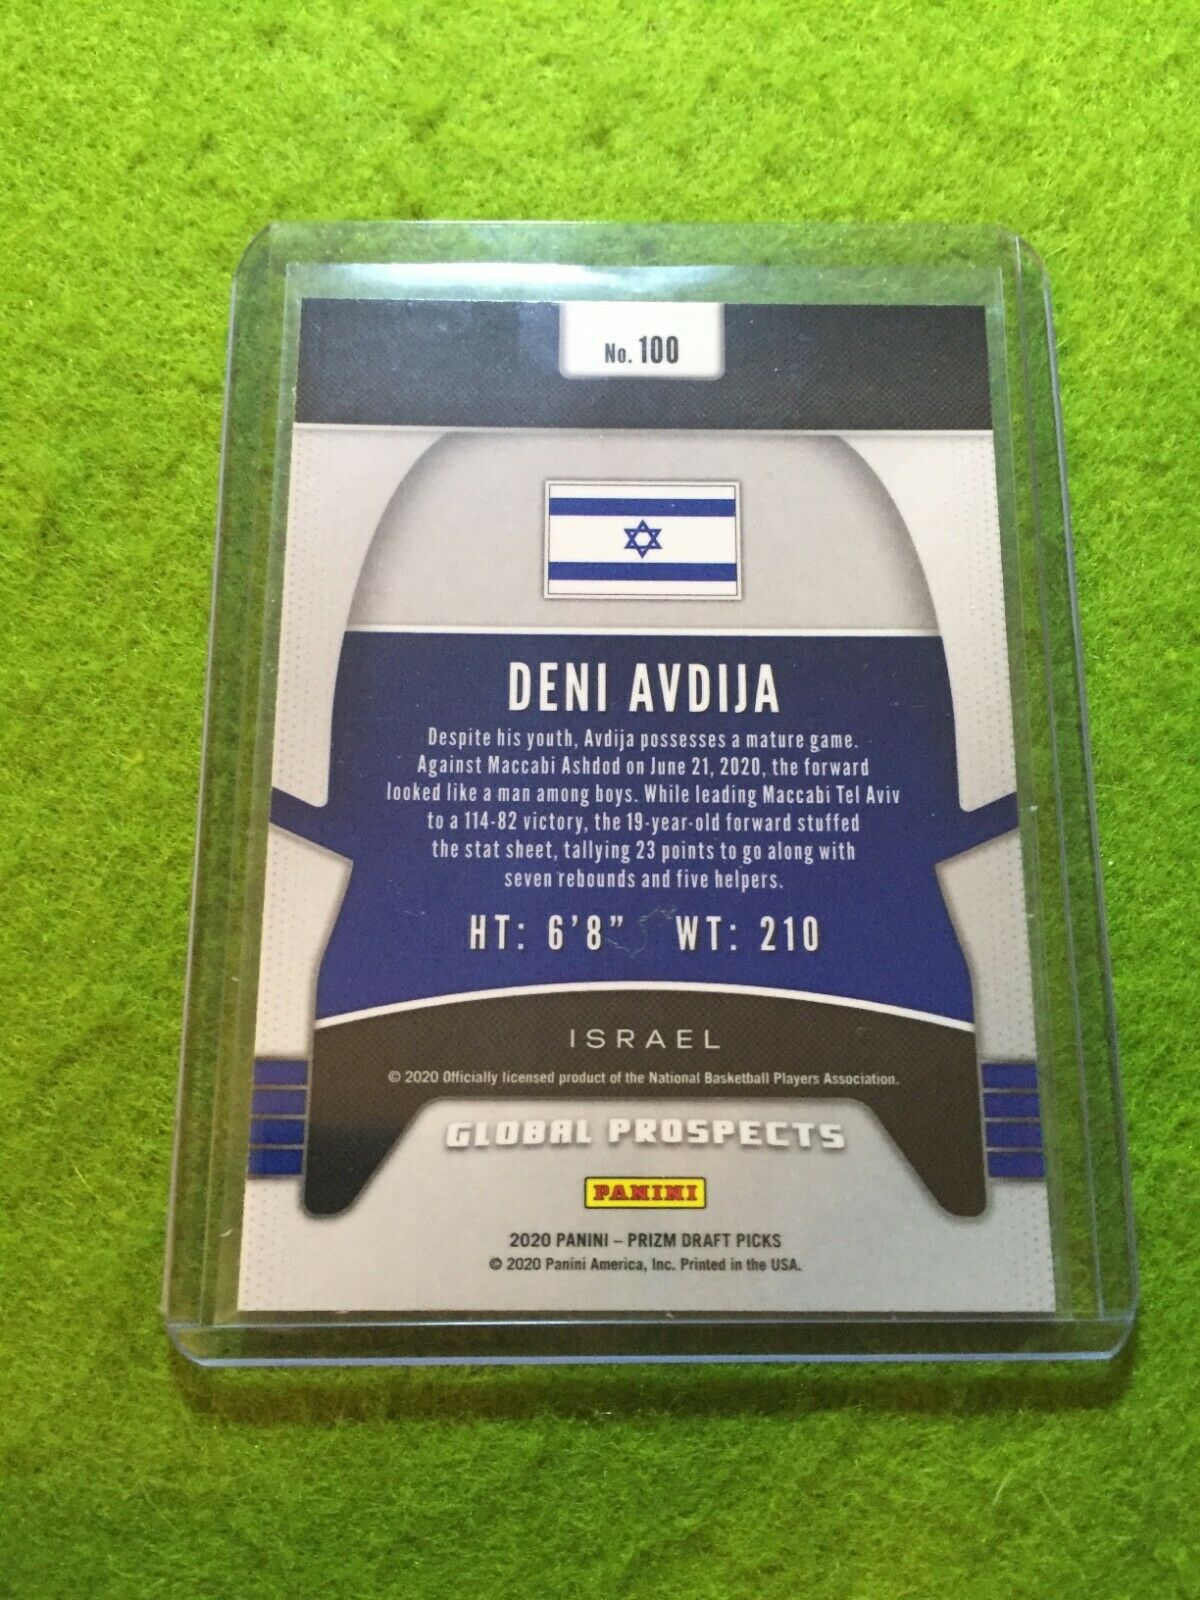 No. 100
DENI AVDIJA
Despite his youth, Avdija possesses a mature game.
Against Maccabi Ashdod on June 21, 2020, the forward
looked like a man among boys. While leading Maccabi Tel Aviv
to a 114-82 victory, the 19-year-old forward stuffed
the stat sheet, tallying 23 points to go along with
seven rebounds and five helpers.
HT: 6'8" WT: 210
ISRAEL
© 2020 Officially licensed product of the National Basketball Players Association.
GLOBAL PROSPECTS
PANINI
2020 PANINI – PRIZM DRAFT PICKS
© 2020 Panini America, Inc. Printed in the USA.